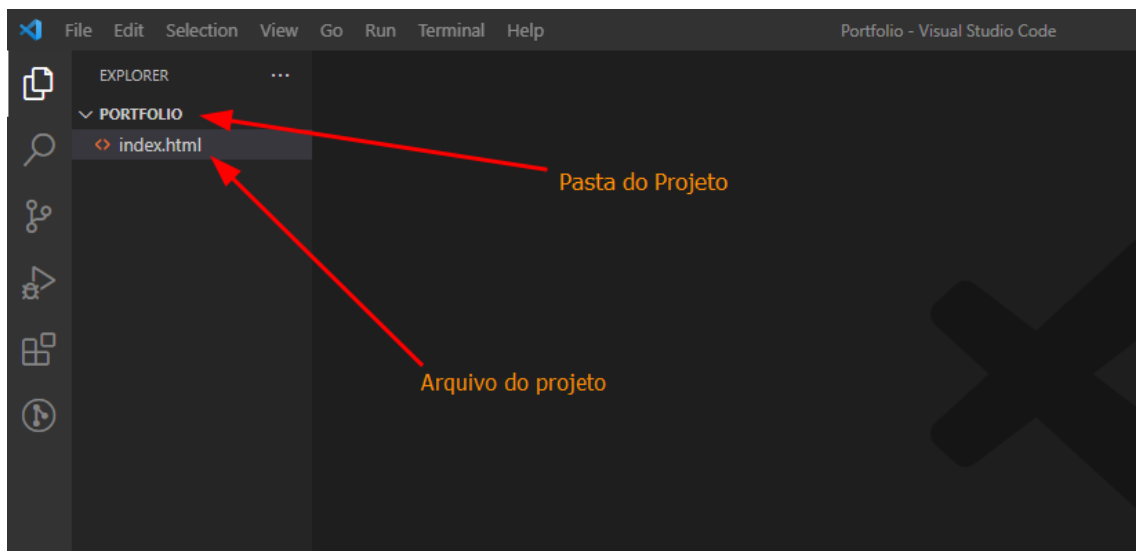 File Edit Selection View Go Run Terminal Help Portfolio - Visual Studio Code
EXPLORER ...
PORTFOLIO
<> index.html
Pasta do Projeto
Arquivo do projeto